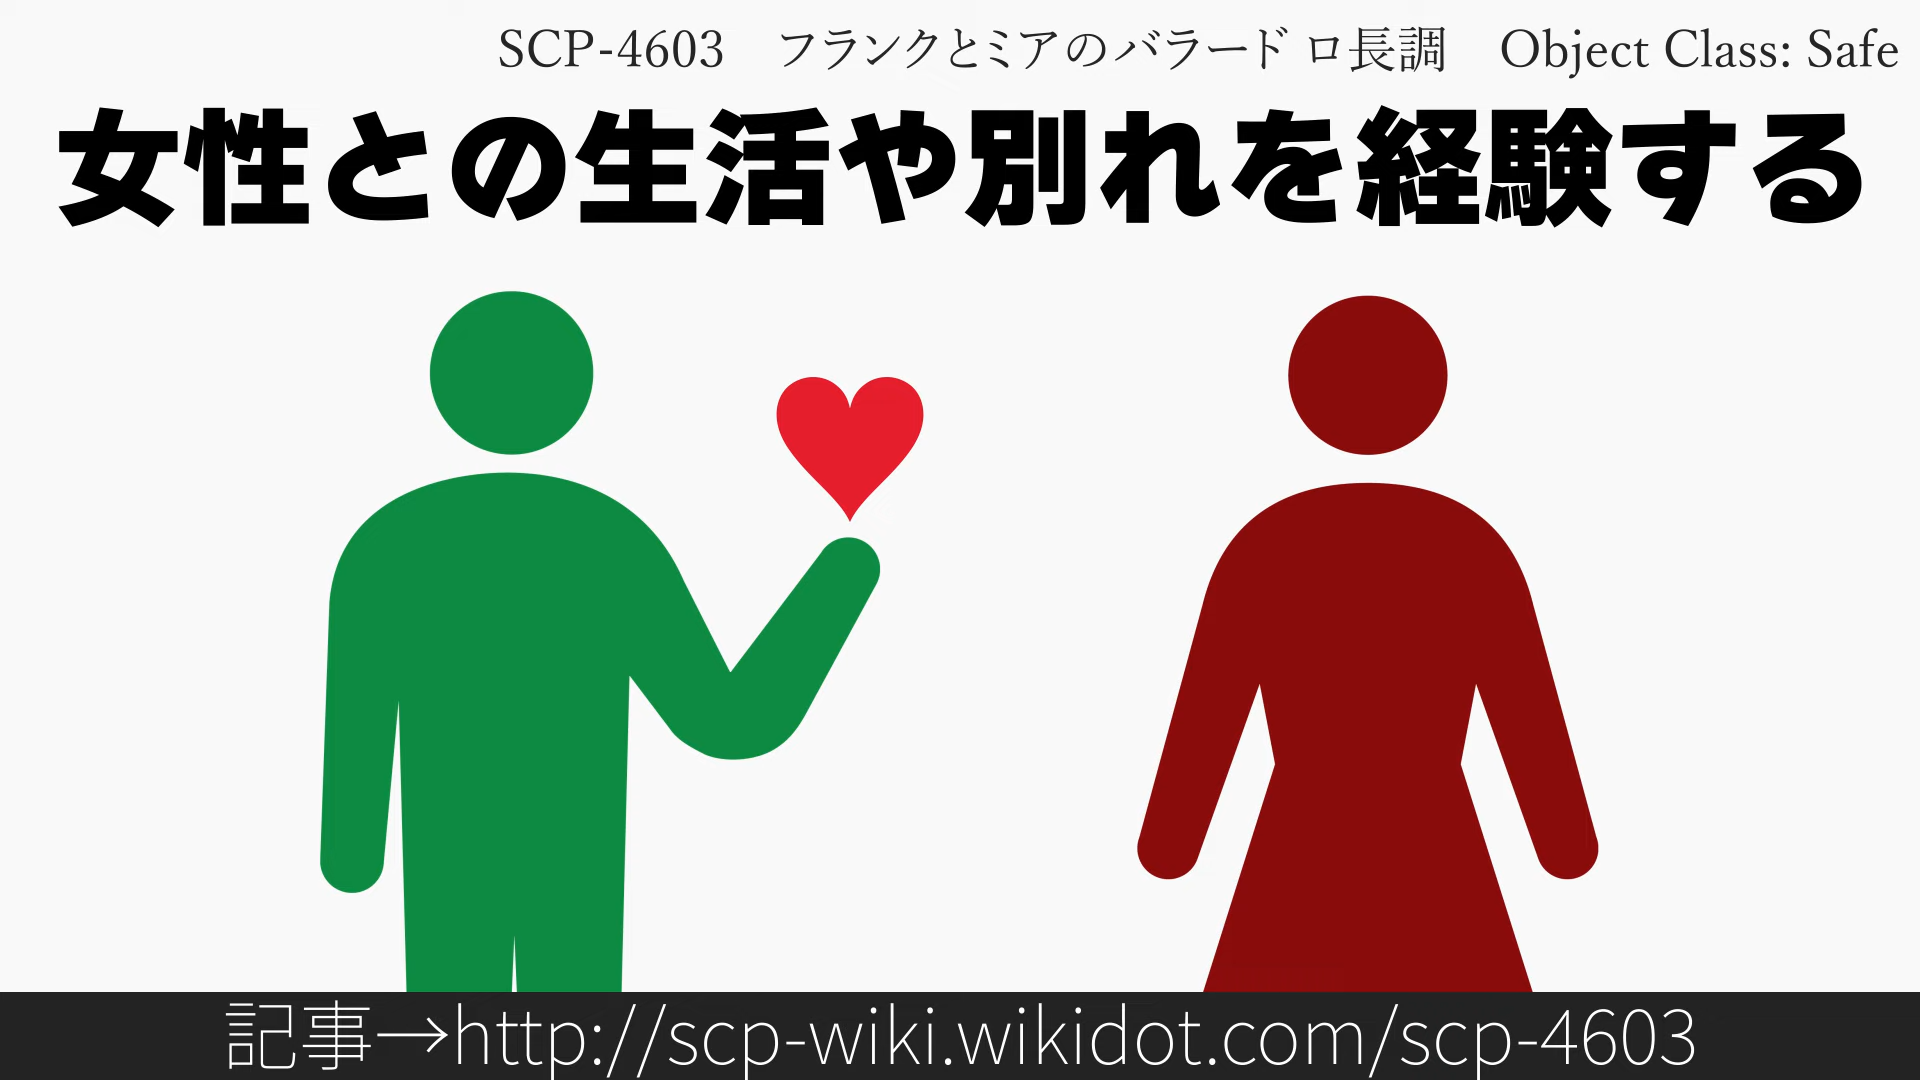 SCP-4603　フランクとミアのバラード ロ長調　Object Class: Safe
女性との生活や別れを経験する
記事→http://scp-wiki.wikidot.com/scp-4603